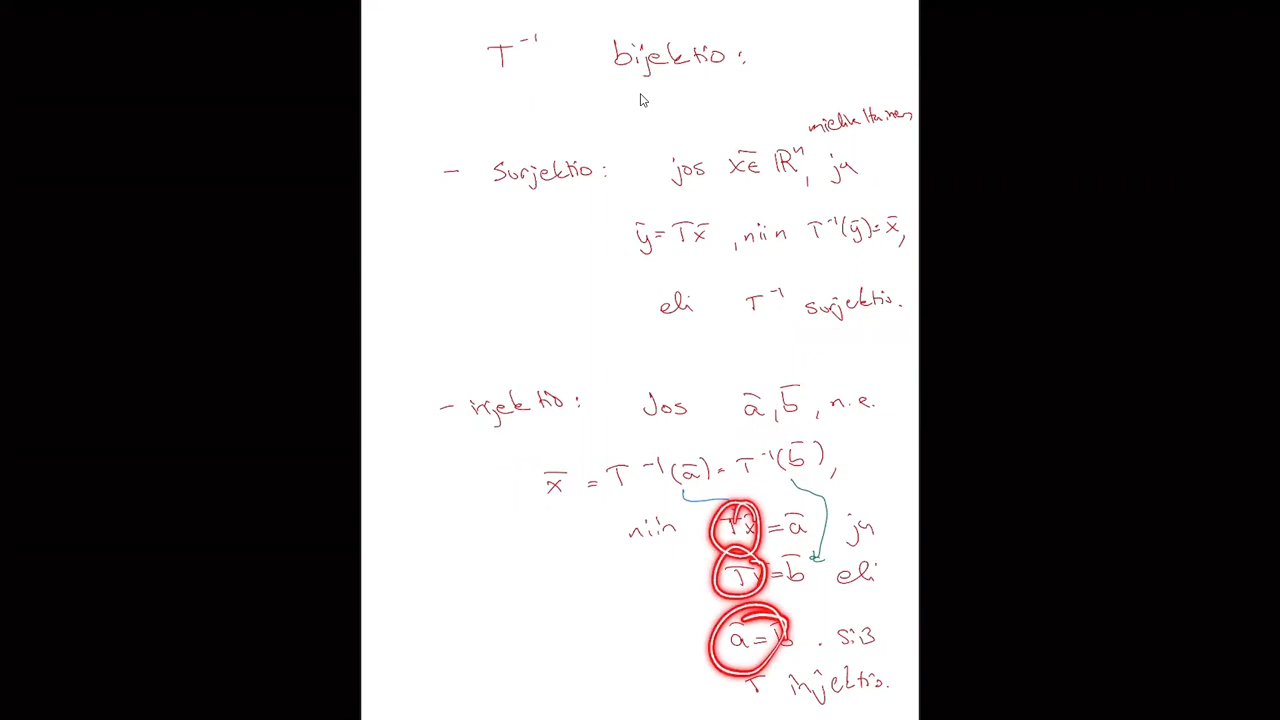 T⁻¹ bijektio:
mielivaltainen
- Surjektio: jos x̄ ∈ ℝⁿ, ja
ȳ = Tx̄, niin T⁻¹(ȳ) = x̄,
eli T⁻¹ surjektio.
- injektio: Jos ā, b̄, n.e.
x̄ = T⁻¹(ā) = T⁻¹(b̄),
niin Tx̄ = ā ja
Tx̄ = b̄ eli
ā = b̄. Siis
T injektio.